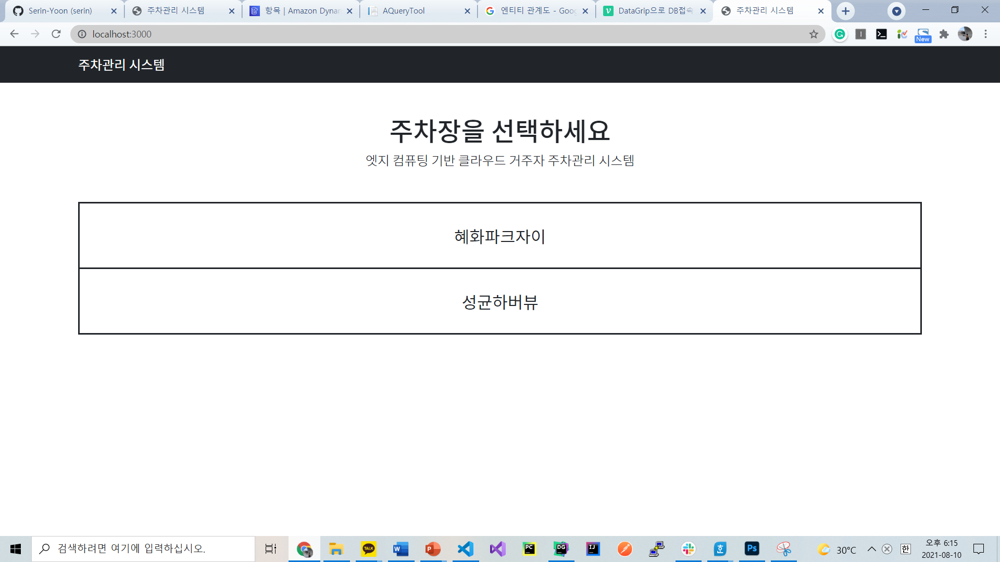 Serin-Yoon (serin)
주차관리 시스템
항목 | Amazon Dynan
AQueryTool
엔티티 관계도 - Goog
DataGrip으로 DB접속
주차관리 시스템
localhost:3000
New
주차관리 시스템
주차장을 선택하세요
엣지 컴퓨팅 기반 클라우드 거주자 주차관리 시스템
혜화파크자이
성균하버뷰
검색하려면 여기에 입력하십시오.
TALK
W
P
PC
DG
IJ
호
Ps
30°C
한
오후 6:15
2021-08-10